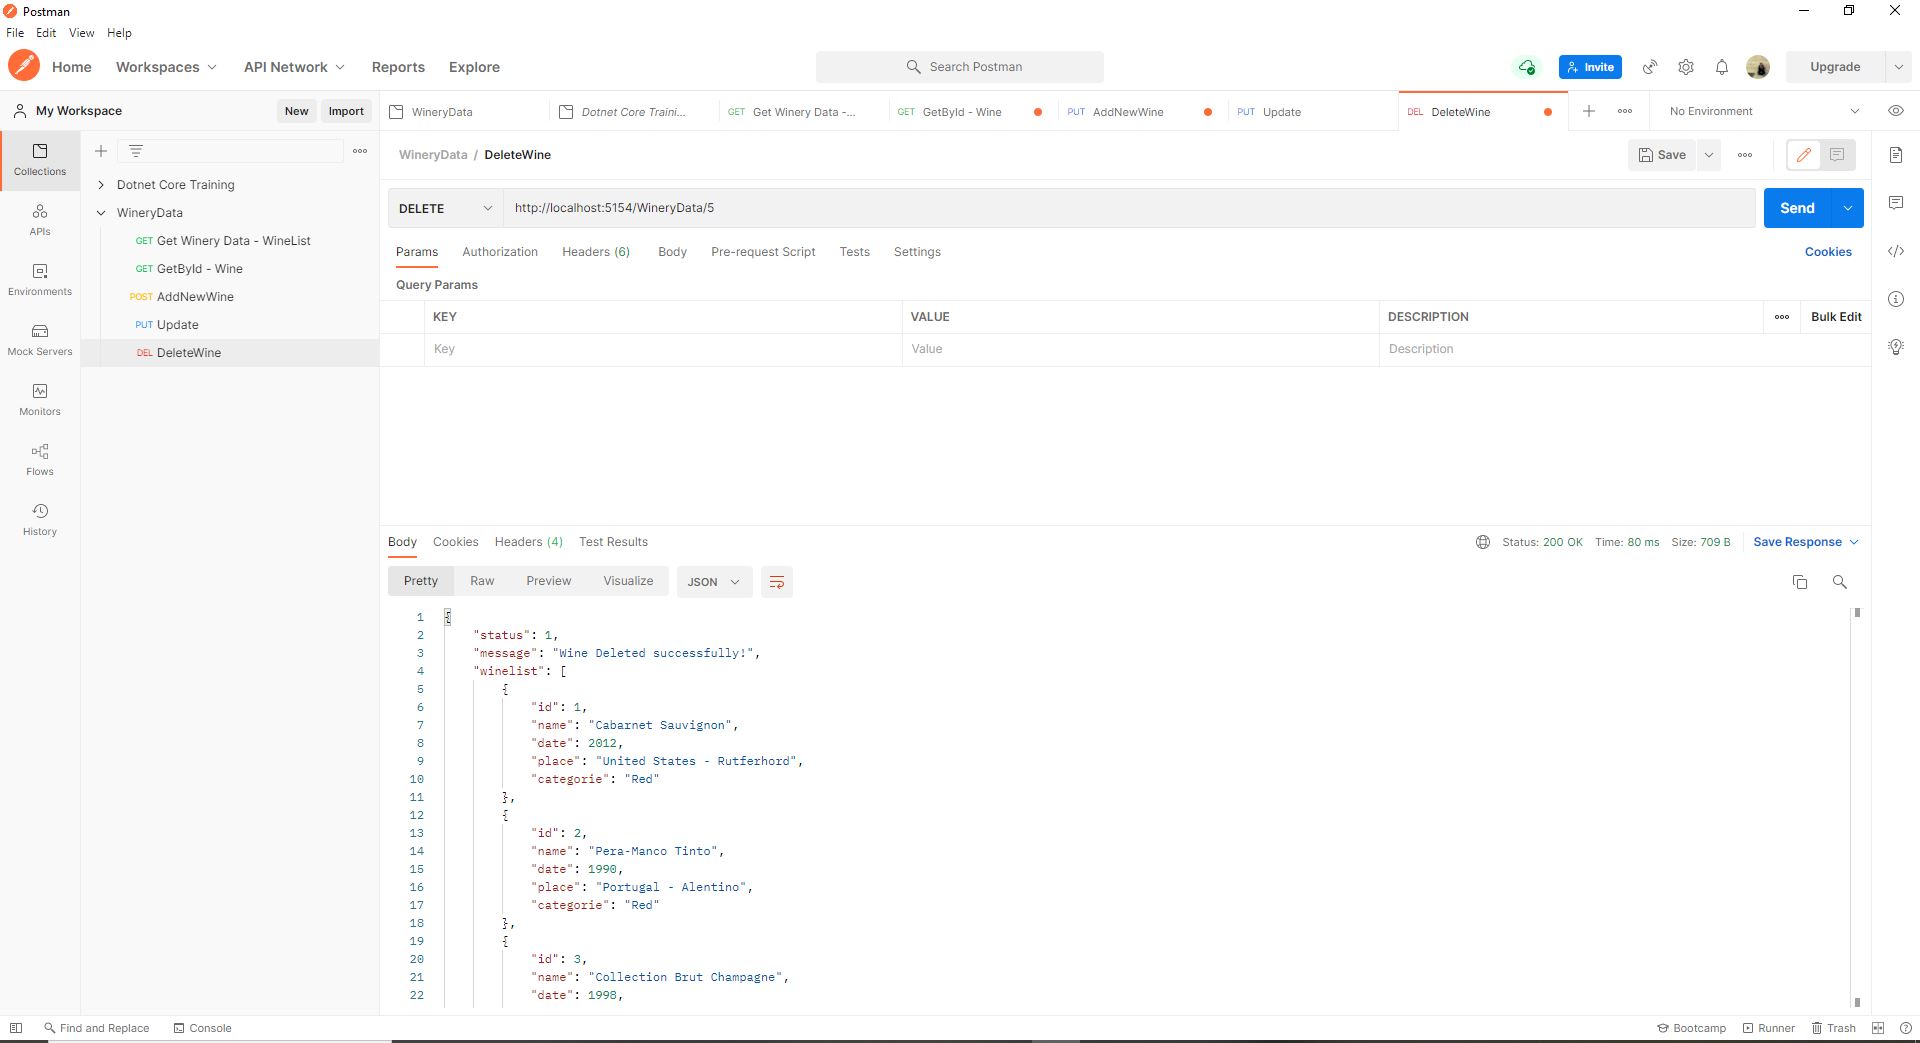 Postman
File Edit View Help
Home Workspaces API Network Reports Explore Search Postman Invite Upgrade
My Workspace New Import WineryData Dotnet Core Traini... GET Get Winery Data -... GET GetById - Wine PUT AddNewWine PUT Update DEL DeleteWine No Environment
WineryData / DeleteWine Save
Collections
Dotnet Core Training
WineryData
GET Get Winery Data - WineList
GET GetById - Wine
POST AddNewWine
PUT Update
DEL DeleteWine
APIs
Environments
Mock Servers
Monitors
Flows
History
DELETE http://localhost:5154/WineryData/5 Send
Params Authorization Headers (6) Body Pre-request Script Tests Settings Cookies
Query Params
KEY VALUE DESCRIPTION Bulk Edit
Key Value Description
Body Cookies Headers (4) Test Results Status: 200 OK Time: 80 ms Size: 709 B Save Response
Pretty Raw Preview Visualize JSON
1 {
2 "status": 1,
3 "message": "Wine Deleted successfully!",
4 "winelist": [
5 {
6 "id": 1,
7 "name": "Cabarnet Sauvignon",
8 "date": 2012,
9 "place": "United States - Rutferhord",
10 "categorie": "Red"
11 },
12 {
13 "id": 2,
14 "name": "Pera-Manco Tinto",
15 "date": 1990,
16 "place": "Portugal - Alentino",
17 "categorie": "Red"
18 },
19 {
20 "id": 3,
21 "name": "Collection Brut Champagne",
22 "date": 1998,
Find and Replace Console Bootcamp Runner Trash